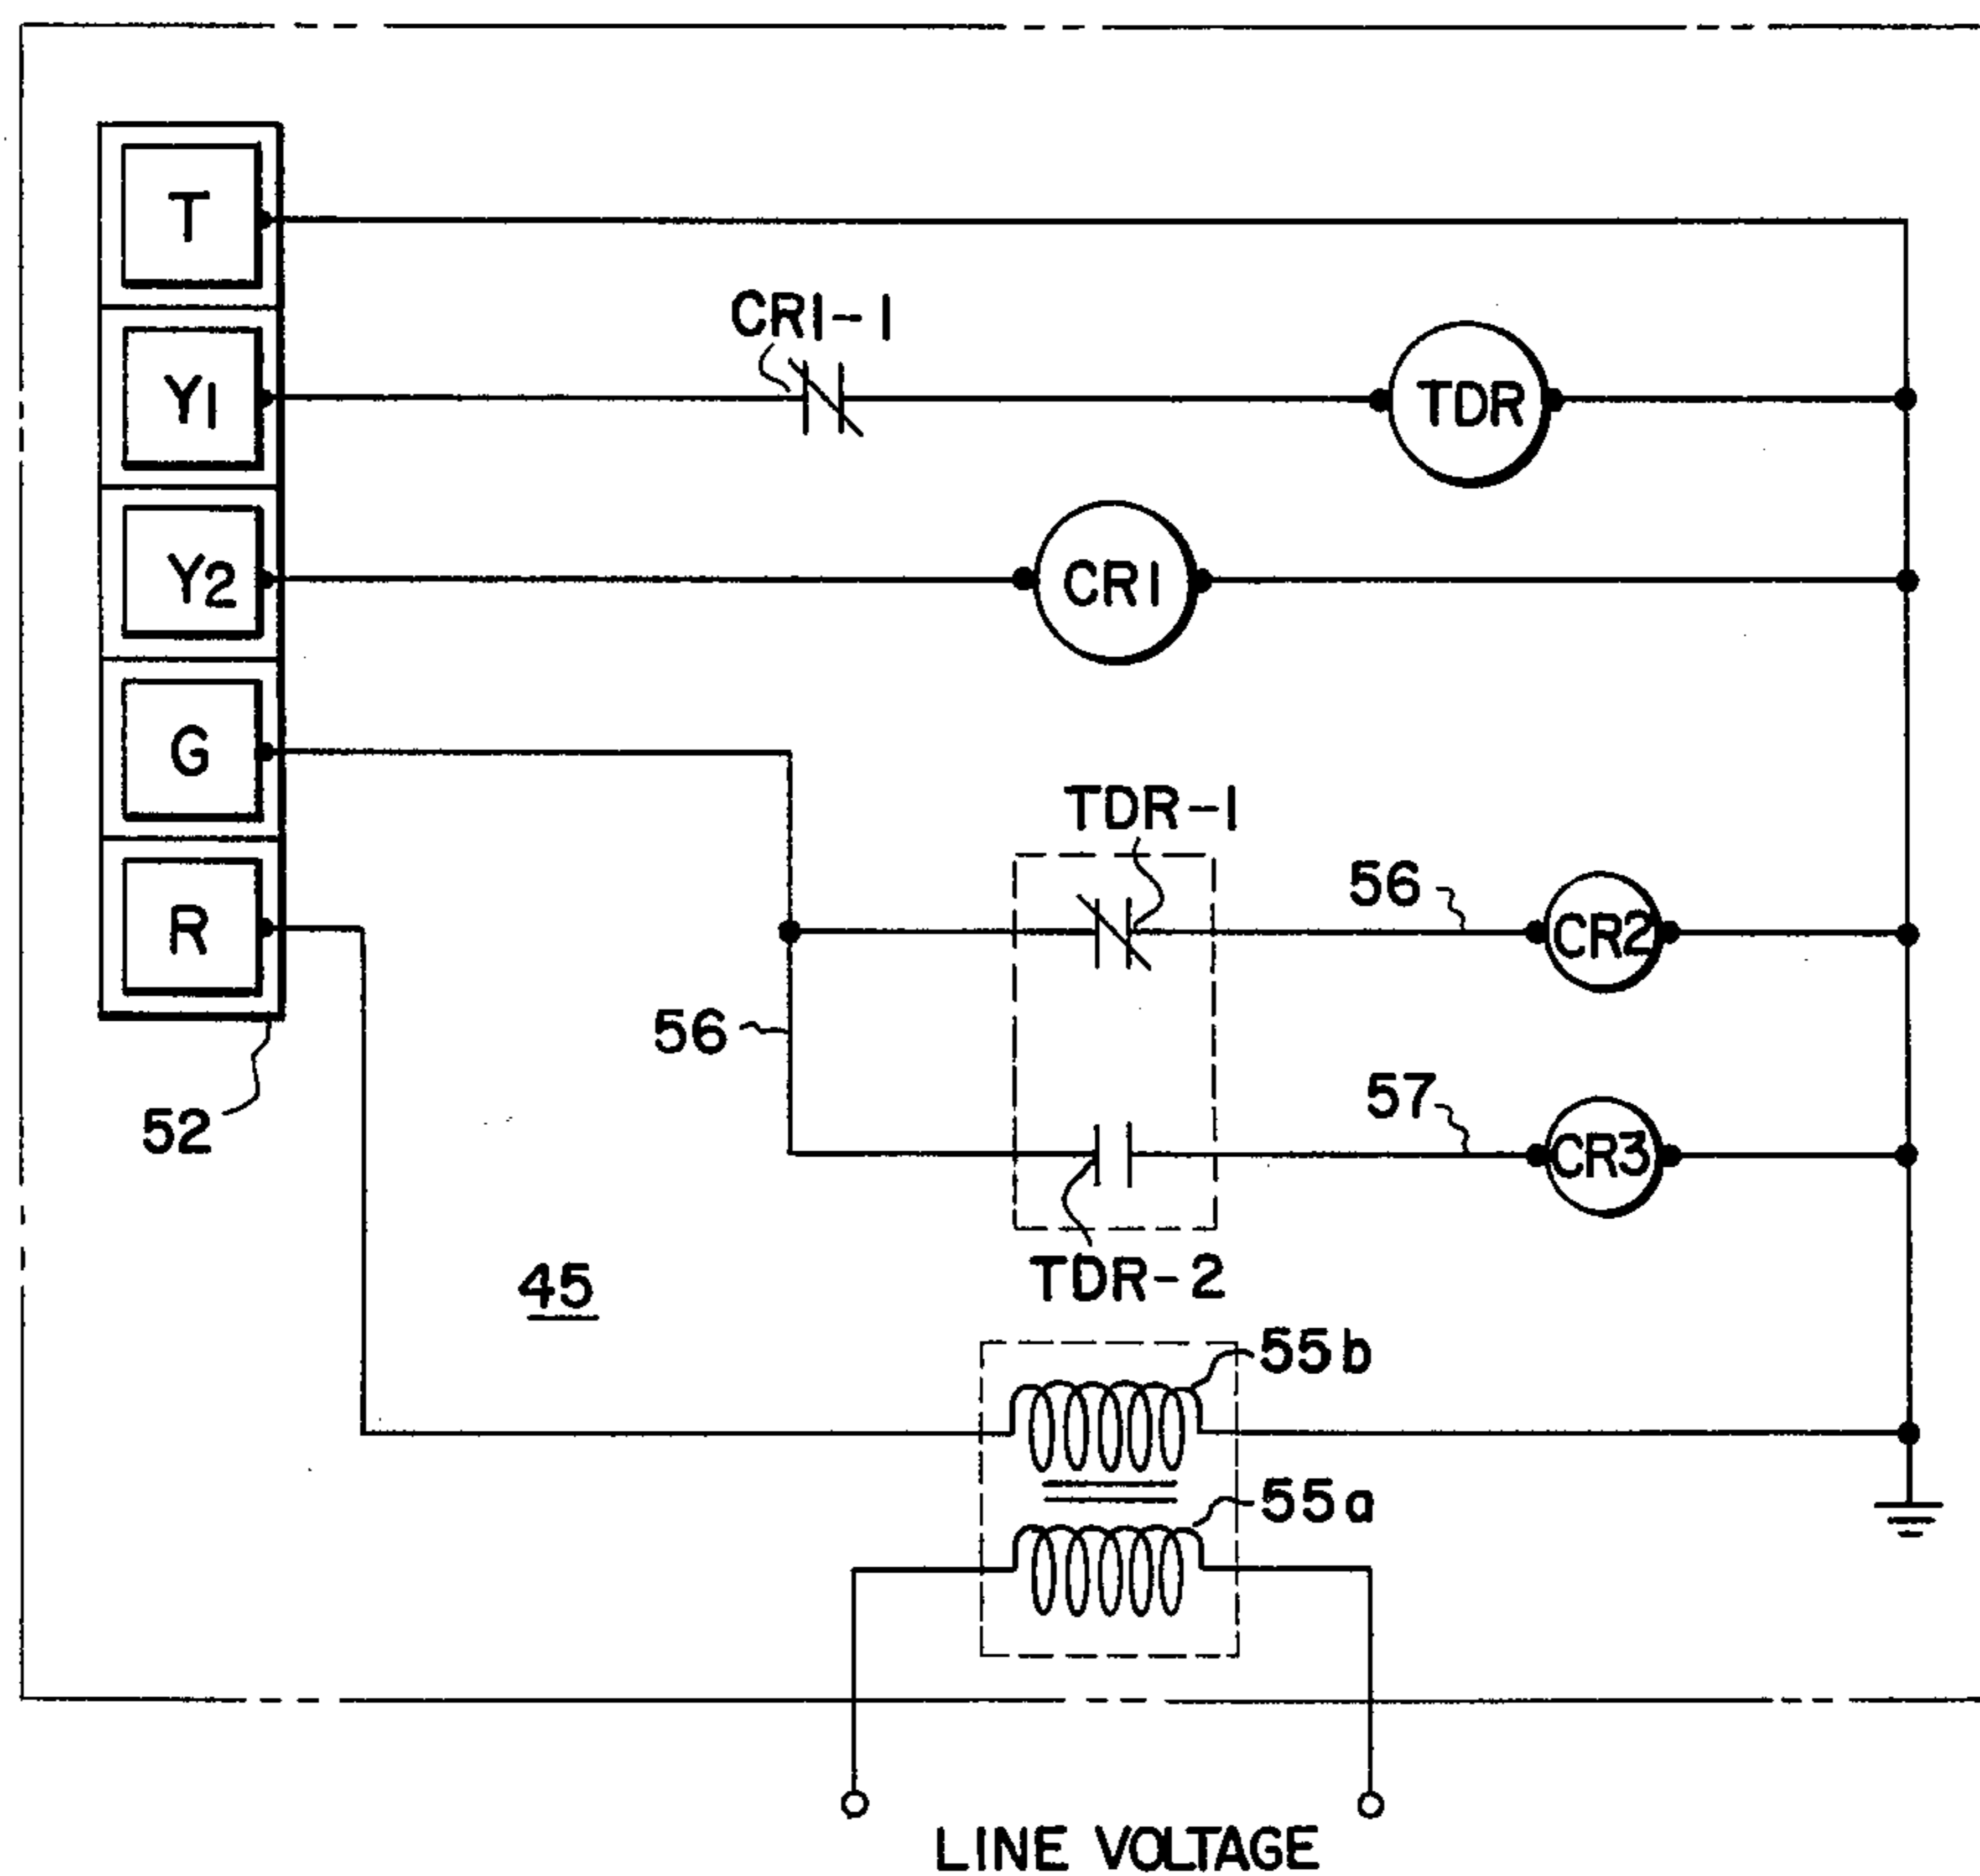 T
CR1-1
Y1
TDR
Y2
CR1
G
TDR-1
56
R
CR2
56
57
52
CR3
45
TDR-2
55b
55a
LINE VOLTAGE